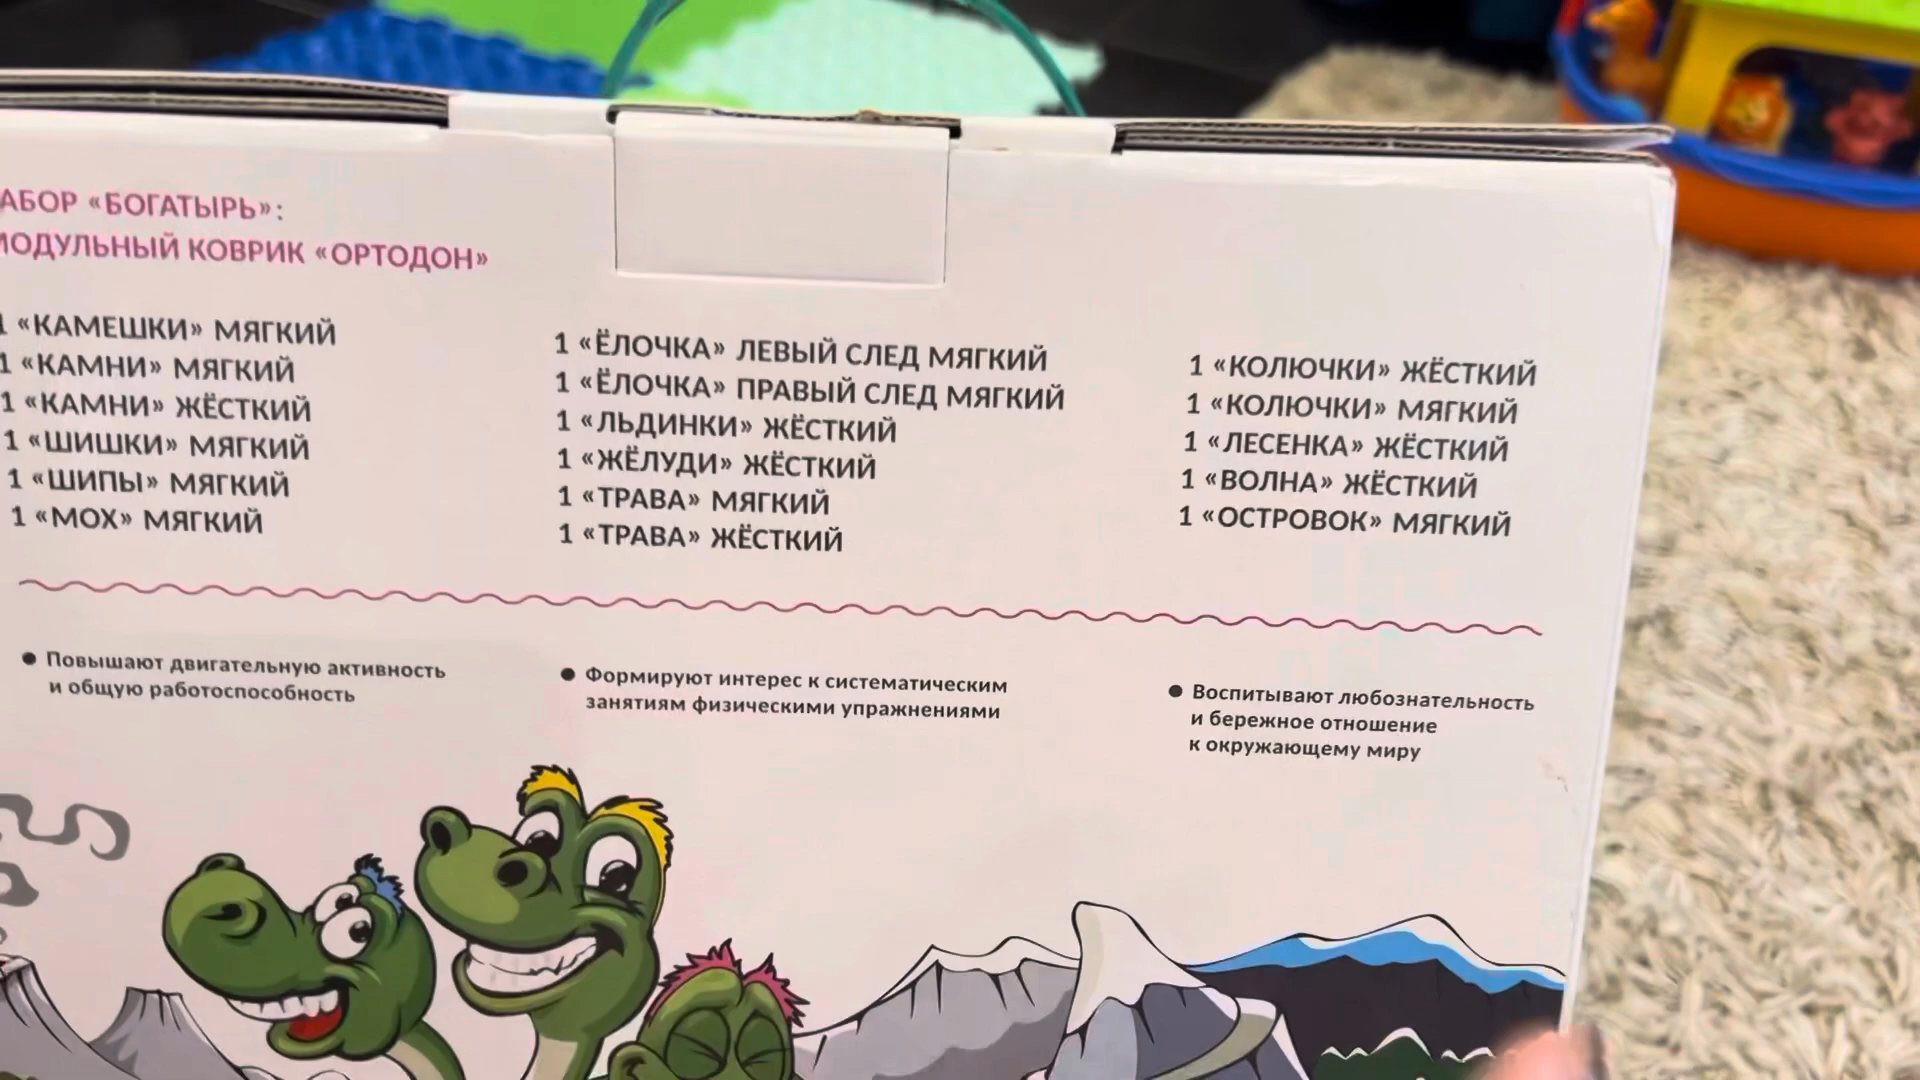 АБОР «БОГАТЫРЬ»:
МОДУЛЬНЫЙ КОВРИК «ОРТОДОН»
1 «КАМЕШКИ» МЯГКИЙ
1 «КАМНИ» МЯГКИЙ
1 «КАМНИ» ЖЁСТКИЙ
1 «ШИШКИ» МЯГКИЙ
1 «ШИПЫ» МЯГКИЙ
1 «МОХ» МЯГКИЙ
1 «ЁЛОЧКА» ЛЕВЫЙ СЛЕД МЯГКИЙ
1 «ЁЛОЧКА» ПРАВЫЙ СЛЕД МЯГКИЙ
1 «ЛЬДИНКИ» ЖЁСТКИЙ
1 «ЖЁЛУДИ» ЖЁСТКИЙ
1 «ТРАВА» МЯГКИЙ
1 «ТРАВА» ЖЁСТКИЙ
1 «КОЛЮЧКИ» ЖЁСТКИЙ
1 «КОЛЮЧКИ» МЯГКИЙ
1 «ЛЕСЕНКА» ЖЁСТКИЙ
1 «ВОЛНА» ЖЁСТКИЙ
1 «ОСТРОВОК» МЯГКИЙ
● Повышают двигательную активность
и общую работоспособность
● Формируют интерес к систематическим
занятиям физическими упражнениями
● Воспитывают любознательность
и бережное отношение
к окружающему миру